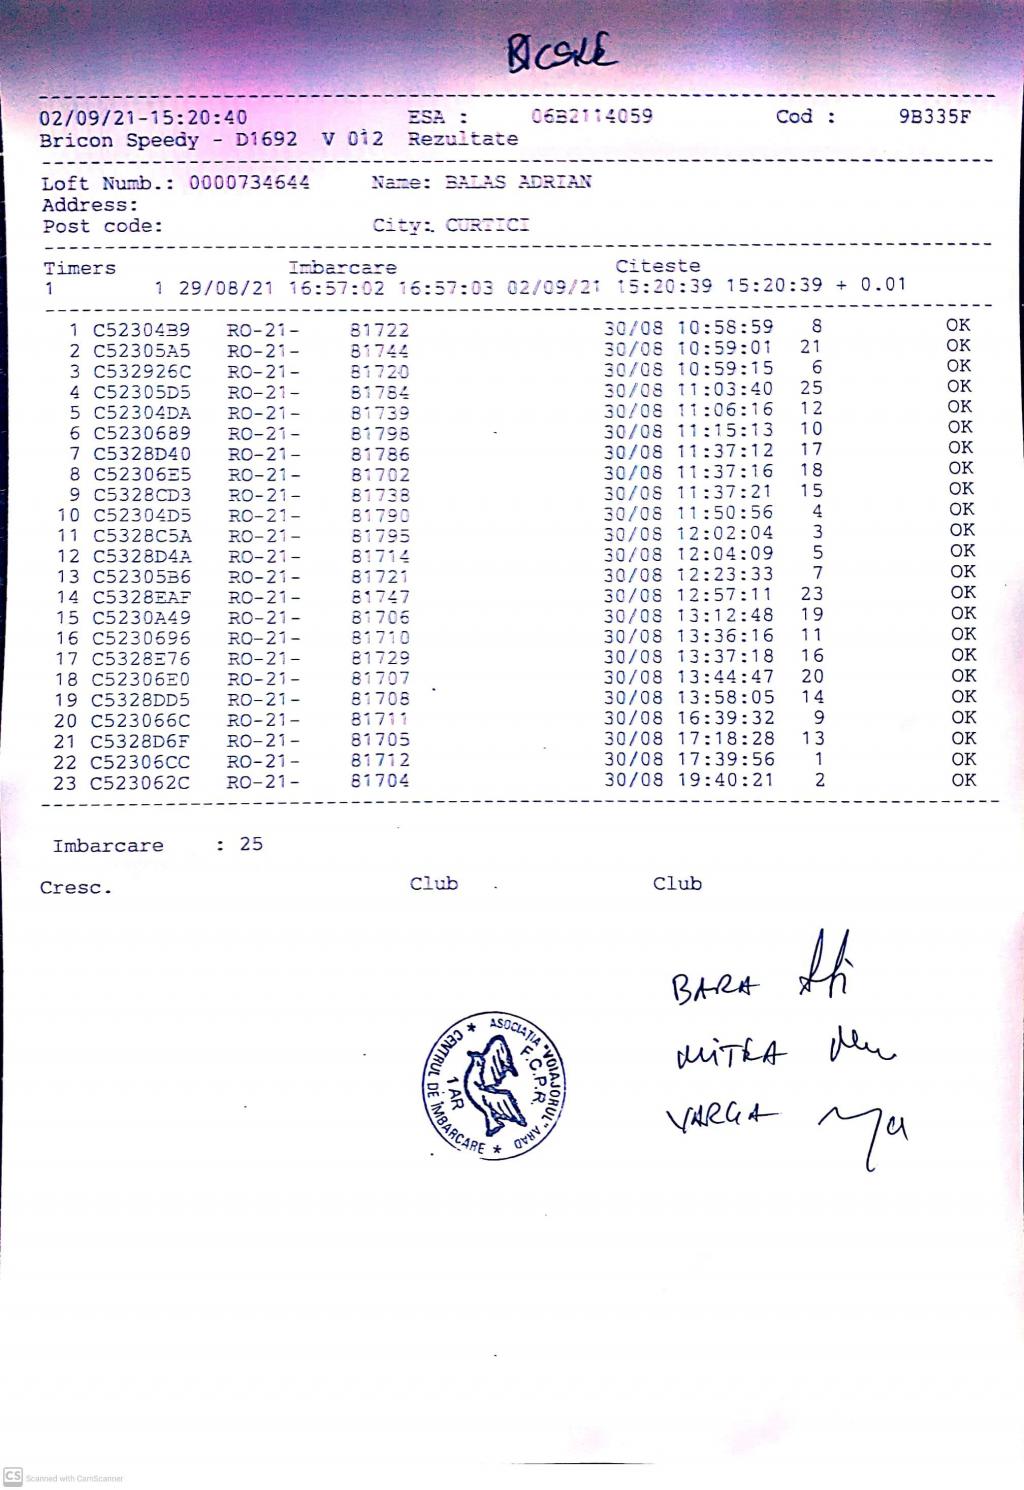 BICSKE
02/09/21-15:20:40 ESA : 06B2114059 Cod : 9B335F
Bricon Speedy - D1692 V 012 Rezultate
Loft Numb.: 0000734644 Name: BALAS ADRIAN
Address:
Post code: City: CURTICI
Timers Imbarcare Citeste
1 1 29/08/21 16:57:02 16:57:03 02/09/21 15:20:39 15:20:39 + 0.01
1 C52304B9 RO-21- 81722 30/08 10:58:59 8 OK
2 C52305A5 RO-21- 81744 30/08 10:59:01 21 OK
3 C532926C RO-21- 81720 30/08 10:59:15 6 OK
4 C52305D5 RO-21- 81784 30/08 11:03:40 25 OK
5 C52304DA RO-21- 81739 30/08 11:06:16 12 OK
6 C5230689 RO-21- 81798 30/08 11:15:13 10 OK
7 C5328D40 RO-21- 81786 30/08 11:37:12 17 OK
8 C52306E5 RO-21- 81702 30/08 11:37:16 18 OK
9 C5328CD3 RO-21- 81738 30/08 11:37:21 15 OK
10 C52304D5 RO-21- 81790 30/08 11:50:56 4 OK
11 C5328C5A RO-21- 81795 30/08 12:02:04 3 OK
12 C5328D4A RO-21- 81714 30/08 12:04:09 5 OK
13 C52305B6 RO-21- 81721 30/08 12:23:33 7 OK
14 C5328EAF RO-21- 81747 30/08 12:57:11 23 OK
15 C5230A49 RO-21- 81706 30/08 13:12:48 19 OK
16 C5230696 RO-21- 81710 30/08 13:36:16 11 OK
17 C5328E76 RO-21- 81729 30/08 13:37:18 16 OK
18 C52306E0 RO-21- 81707 30/08 13:44:47 20 OK
19 C5328DD5 RO-21- 81708 30/08 13:58:05 14 OK
20 C523066C RO-21- 81711 30/08 16:39:32 9 OK
21 C5328D6F RO-21- 81705 30/08 17:18:28 13 OK
22 C52306CC RO-21- 81712 30/08 17:39:56 1 OK
23 C523062C RO-21- 81704 30/08 19:40:21 2 OK
Imbarcare : 25
Cresc. Club Club
BARA
MITRA
VARGA
ASOCIAŢIA "VOIAJORUL" ARAD
CENTRUL DE ÎMBARCARE
F.C.P.R.
1 AR
CS Scanned with CamScanner